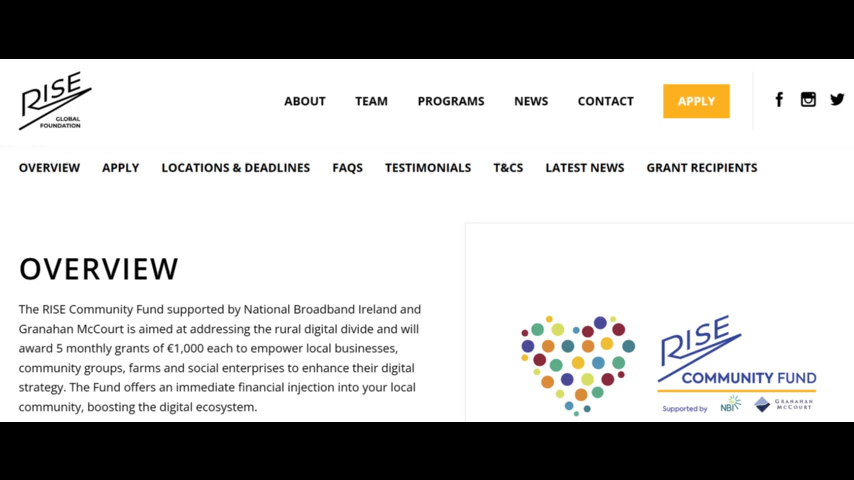 RISE
GLOBAL
FOUNDATION
ABOUT TEAM PROGRAMS NEWS CONTACT APPLY
OVERVIEW APPLY LOCATIONS & DEADLINES FAQS TESTIMONIALS T&CS LATEST NEWS GRANT RECIPIENTS
OVERVIEW
The RISE Community Fund supported by National Broadband Ireland and
Granahan McCourt is aimed at addressing the rural digital divide and will
award 5 monthly grants of €1,000 each to empower local businesses,
community groups, farms and social enterprises to enhance their digital
strategy. The Fund offers an immediate financial injection into your local
community, boosting the digital ecosystem.
RISE
COMMUNITY FUND
Supported by NBI GRANAHAN
MCCOURT